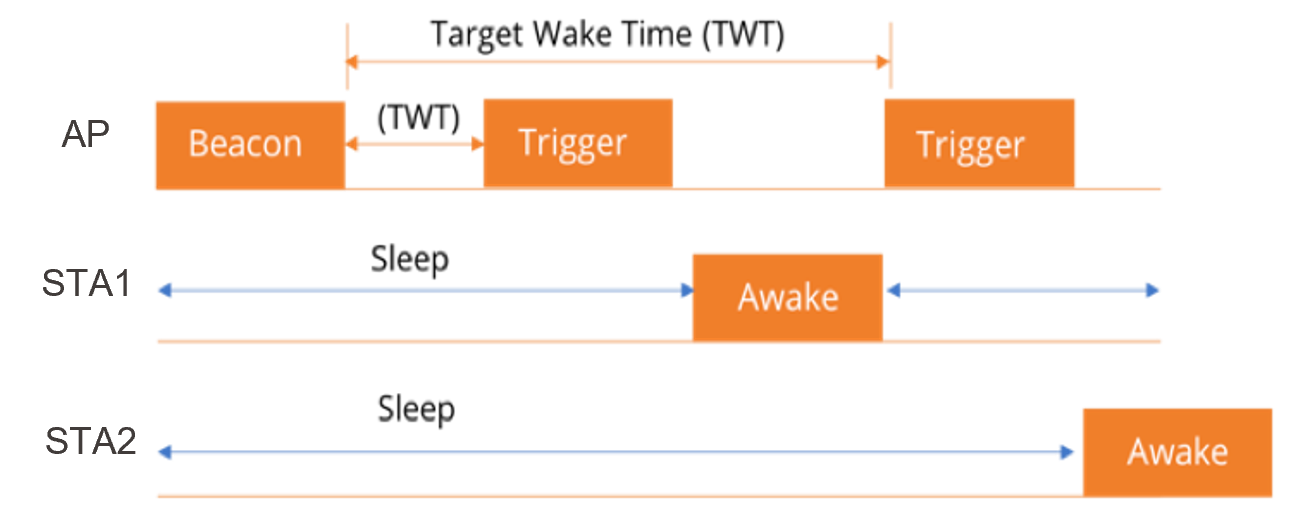 Target Wake Time (TWT)
AP
Beacon
(TWT)
Trigger
Trigger
STA1
Sleep
Awake
STA2
Sleep
Awake